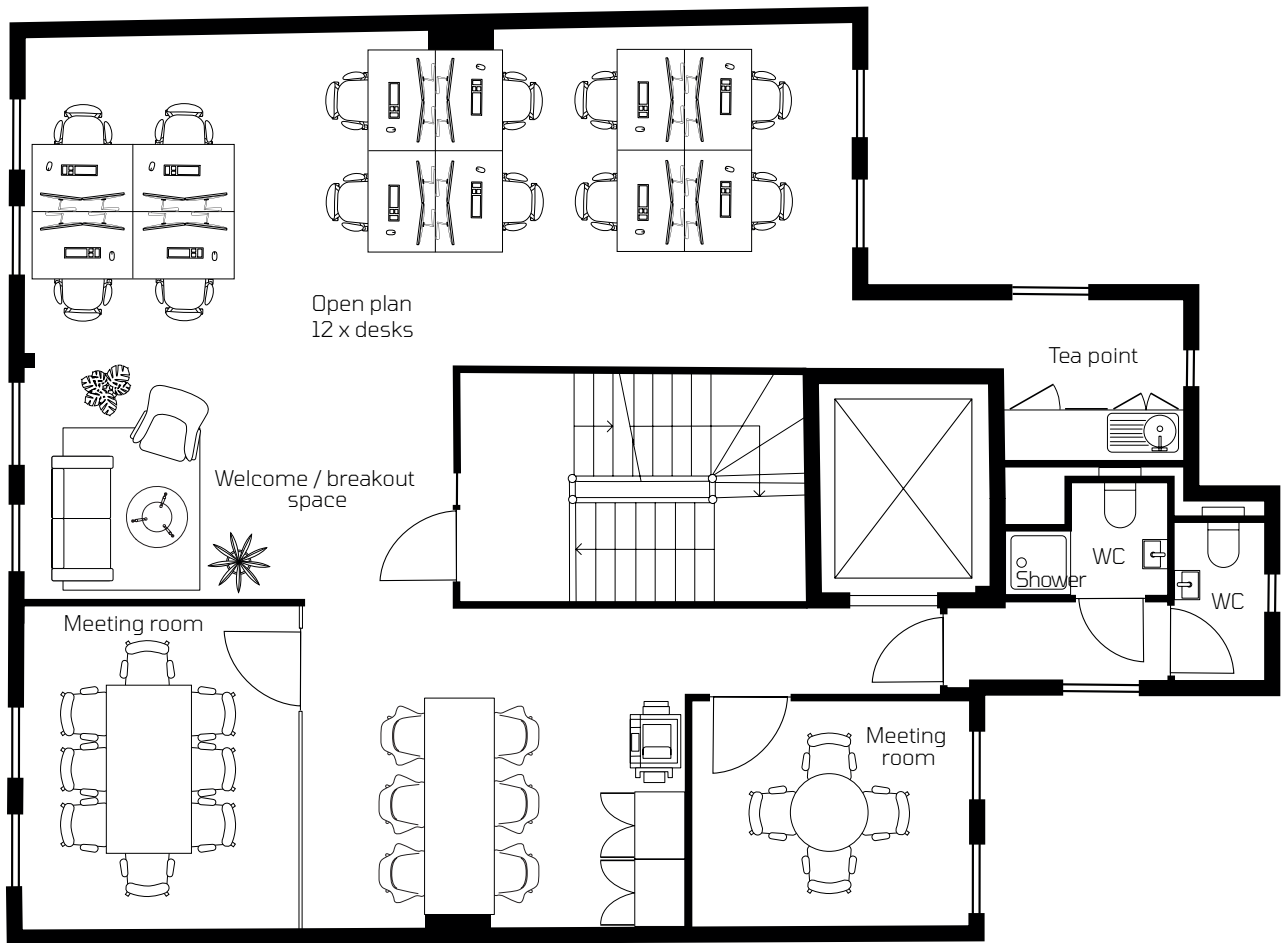 Open plan
12 x desks
Tea point
Welcome / breakout
space
WC
Shower
WC
Meeting room
Meeting
room